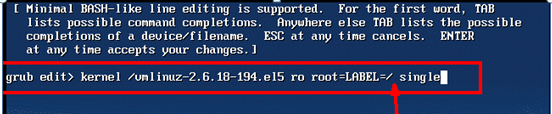 [ Minimal BASH-like line editing is supported.  For the first word, TAB
lists possible command completions.  Anywhere else TAB lists the possible
completions of a device/filename.  ESC at any time cancels.  ENTER
at any time accepts your changes.]
grub edit> kernel /vmlinuz-2.6.18-194.el5 ro root=LABEL=/ single